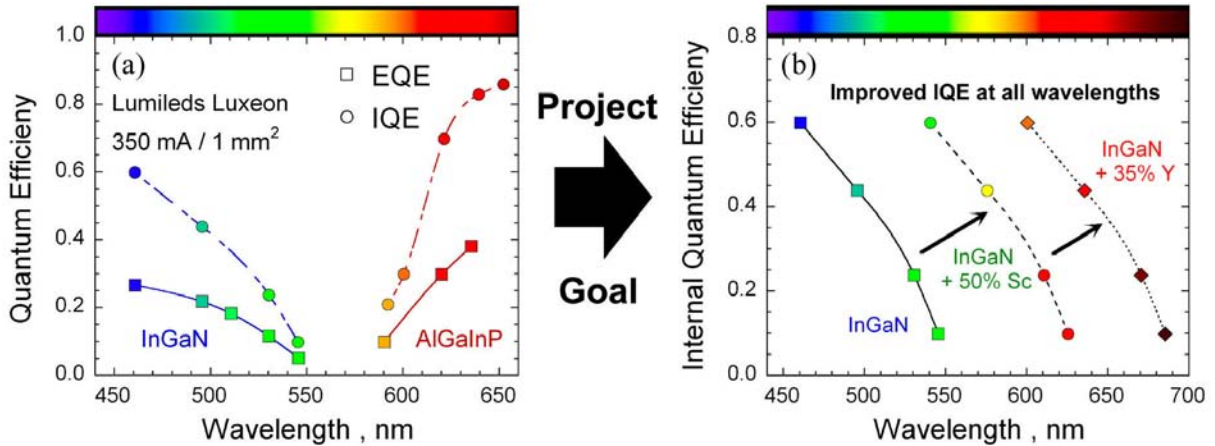 (a)
EQE
IQE
Lumileds Luxeon
350 mA / 1 mm²
InGaN
AlGaInP
Quantum Efficieny
1.0
0.8
0.6
0.4
0.2
0.0
450 500 550 600 650
Wavelength , nm
Project
Goal
(b)
Improved IQE at all wavelengths
InGaN
+ 35% Y
InGaN
+ 50% Sc
InGaN
Internal Quantum Efficieny
0.8
0.6
0.4
0.2
0.0
450 500 550 600 650 700
Wavelength , nm